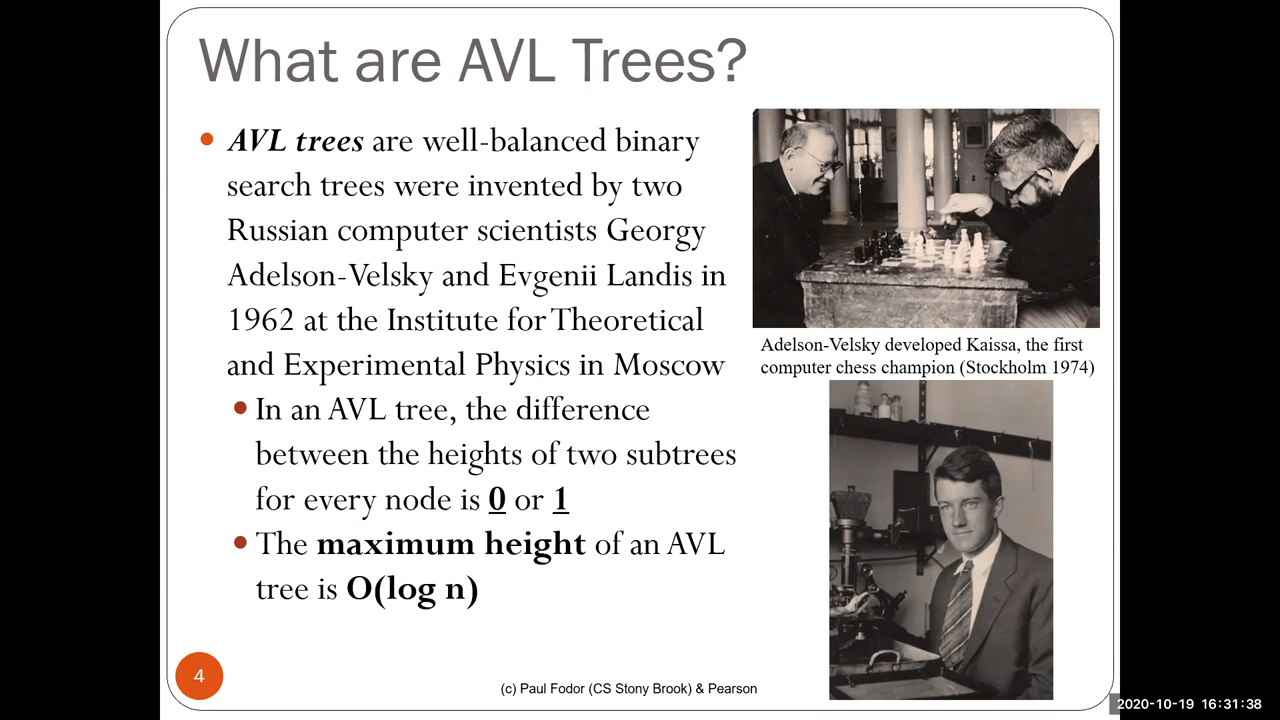 What are AVL Trees?
AVL trees are well-balanced binary
search trees were invented by two
Russian computer scientists Georgy
Adelson-Velsky and Evgenii Landis in
1962 at the Institute for Theoretical
and Experimental Physics in Moscow
In an AVL tree, the difference
between the heights of two subtrees
for every node is 0 or 1
The maximum height of an AVL
tree is O(log n)
Adelson-Velsky developed Kaissa, the first
computer chess champion (Stockholm 1974)
4
(c) Paul Fodor (CS Stony Brook) & Pearson
2020-10-19 16:31:38